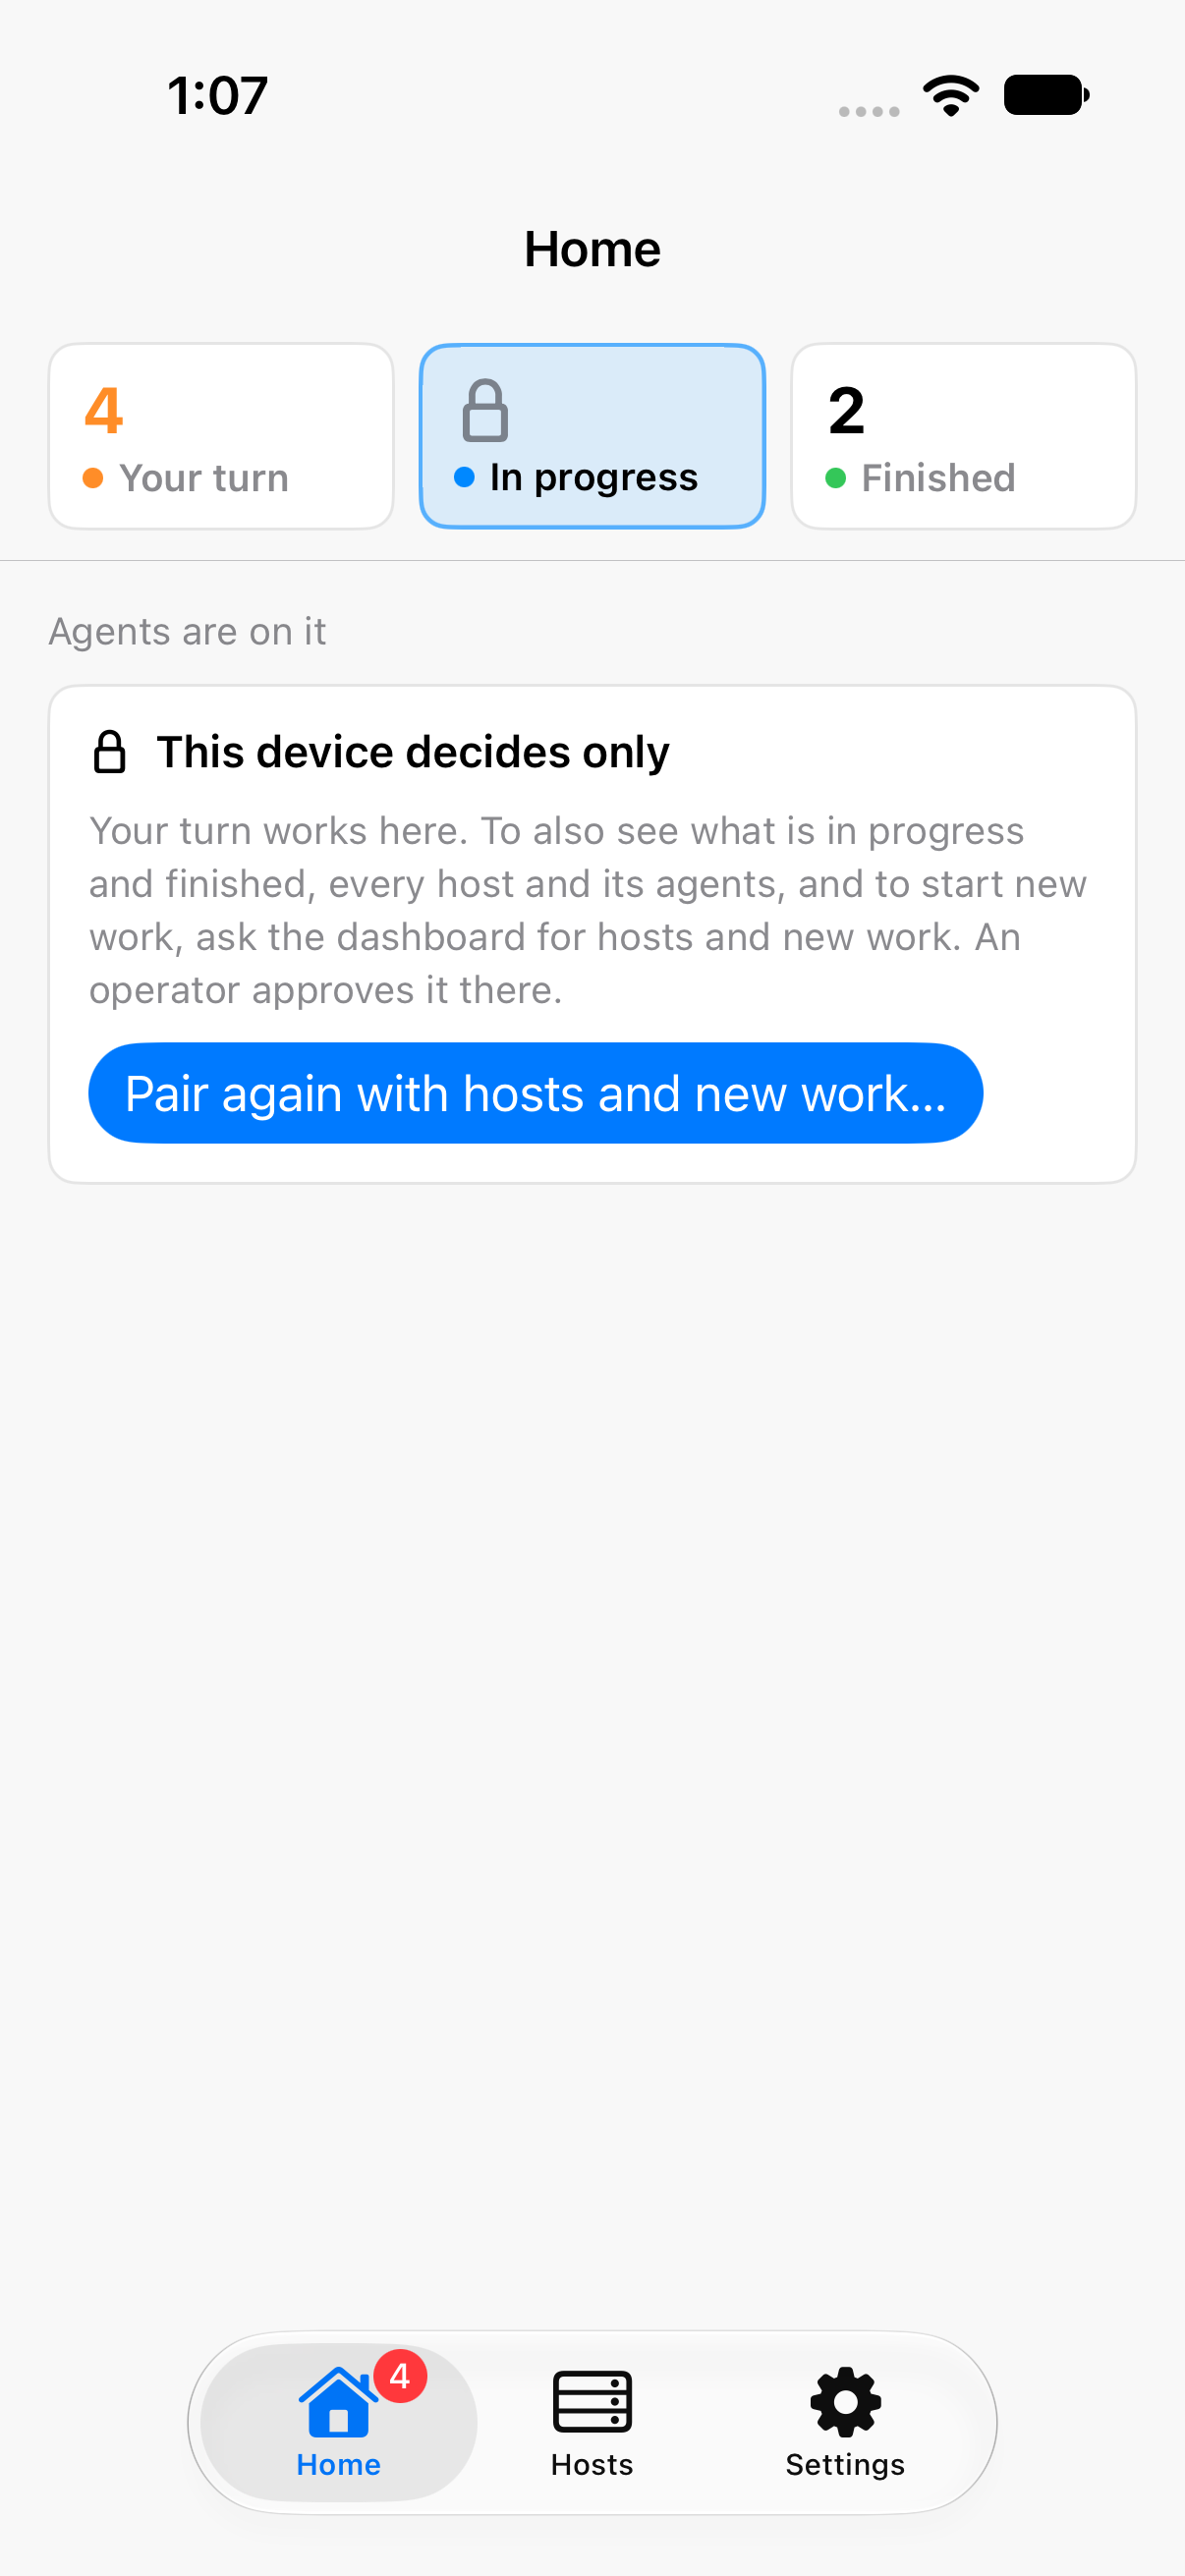 1:07
Home
4
Your turn
In progress
2
Finished
Agents are on it
This device decides only
Your turn works here. To also see what is in progress
and finished, every host and its agents, and to start new
work, ask the dashboard for hosts and new work. An
operator approves it there.
Pair again with hosts and new work...
4
Home
Hosts
Settings